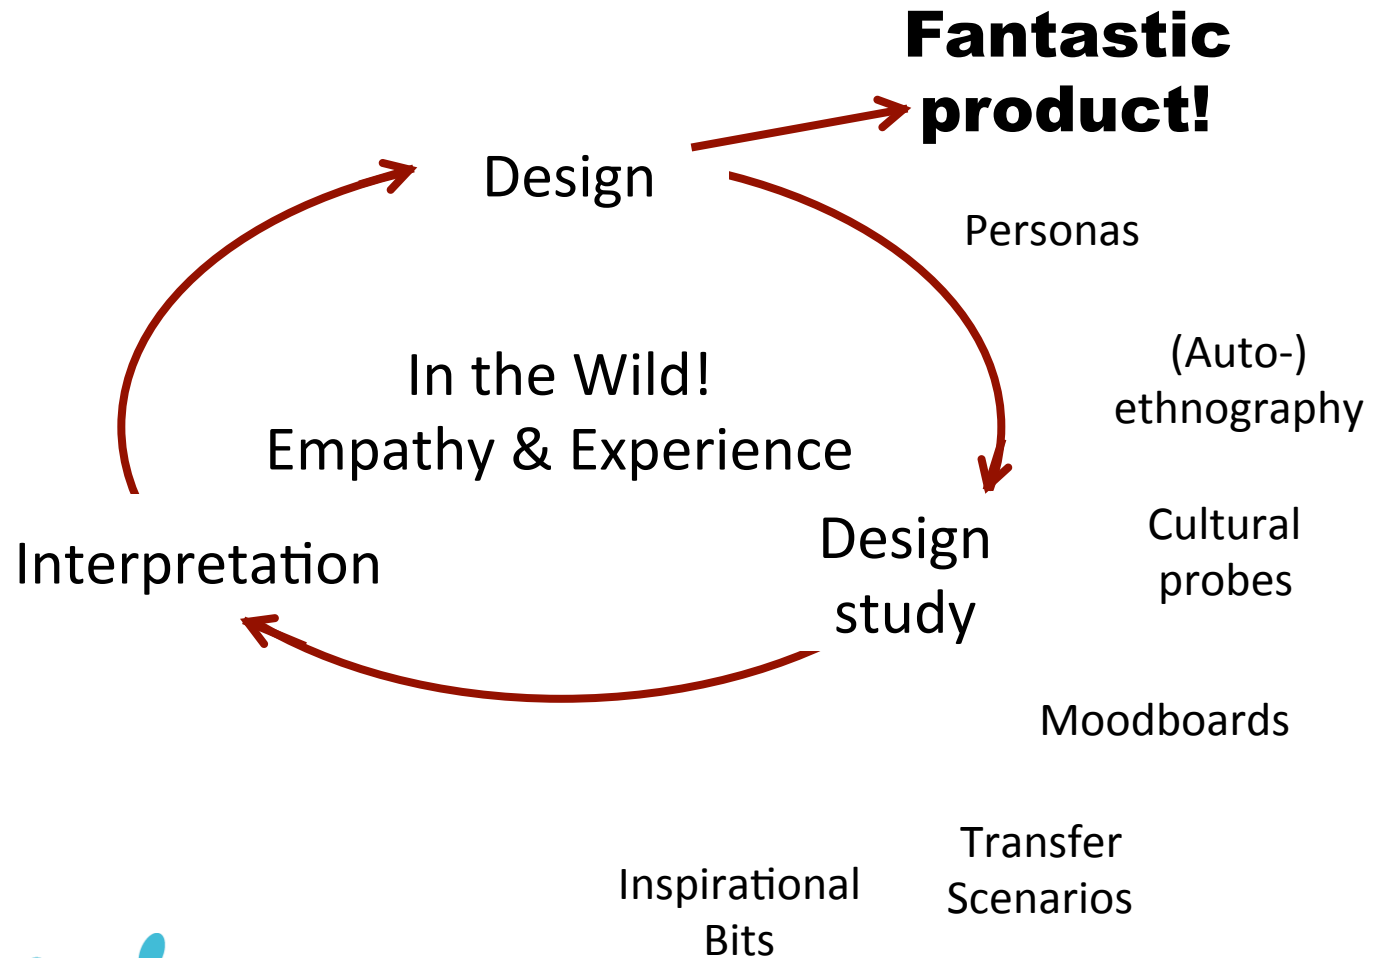 Fantastic
product!
Design
Personas
In the Wild!
Empathy & Experience
(Auto-)
ethnography
Interpretation
Design
study
Cultural
probes
Moodboards
Transfer
Scenarios
Inspirational
Bits